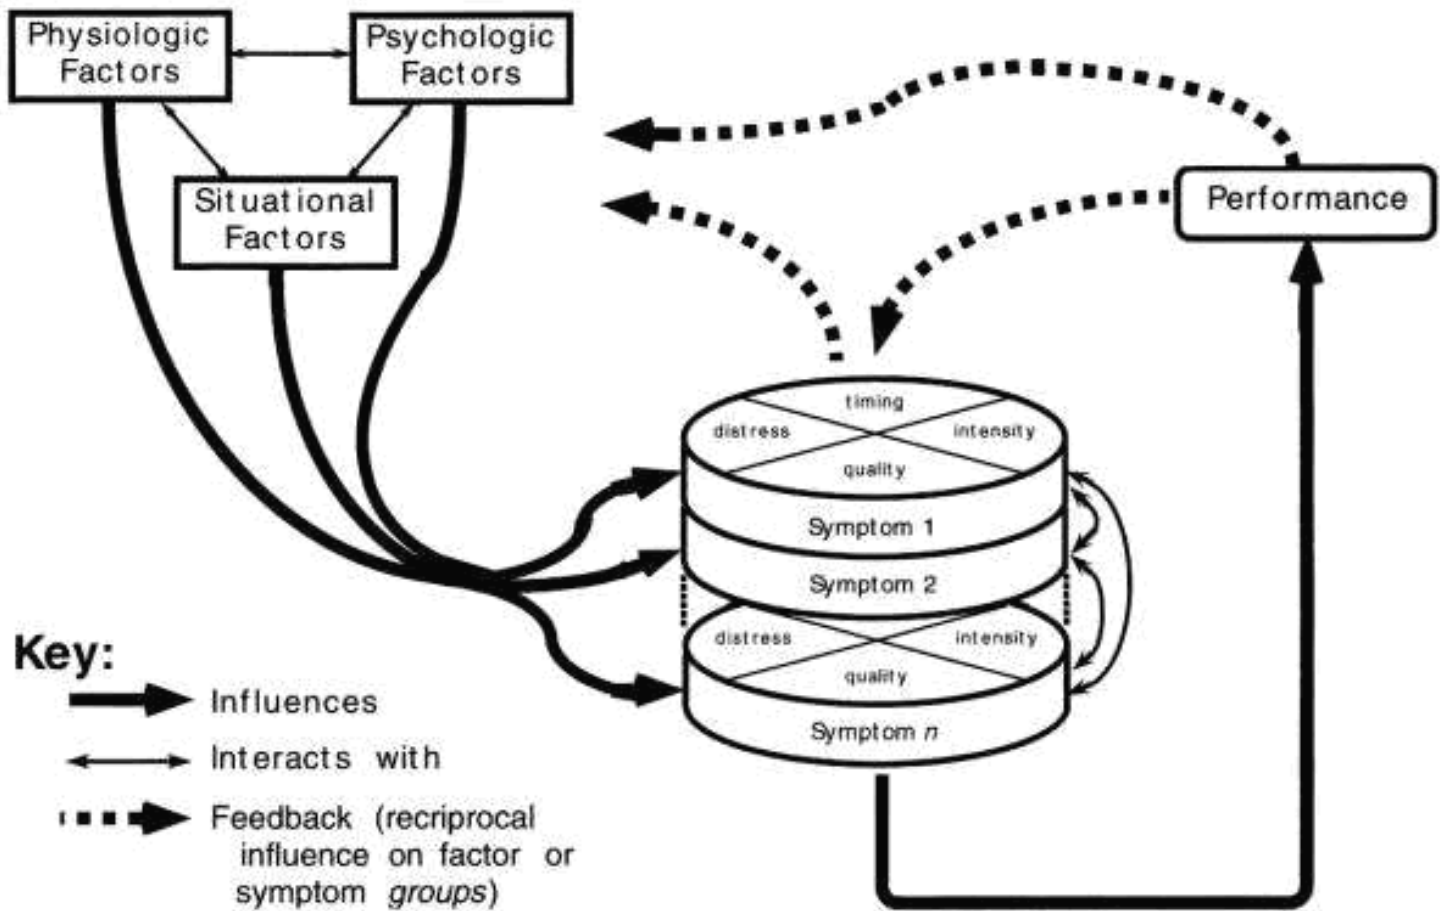 Physiologic
Factors
Psychologic
Factors
Situational
Factors
Performance
timing
distress
intensity
quality
Symptom 1
Symptom 2
distress
intensity
quality
Symptom n
Key:
Influences
Interacts with
Feedback (recriprocal
influence on factor or
symptom groups)